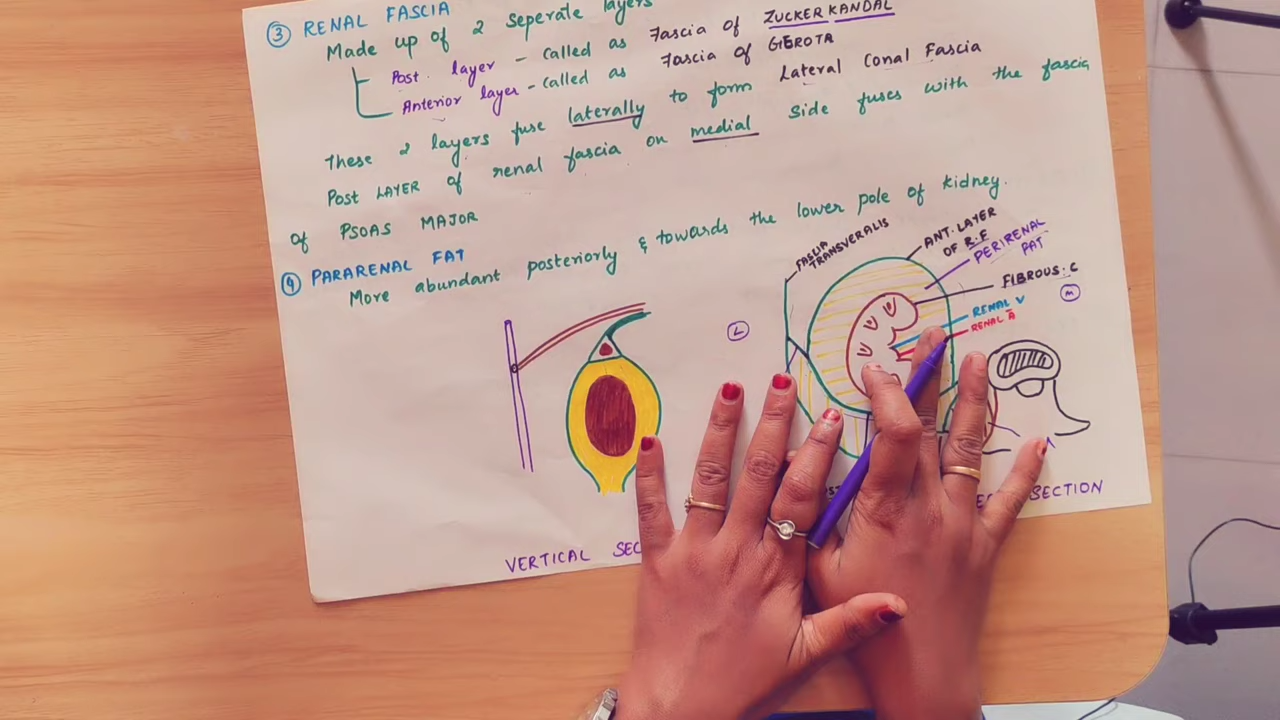 ③ RENAL FASCIA
Made up of 2 seperate layers
Post. layer - called as Fascia of ZUCKERKANDAL
Anterior layer - called as Fascia of GEROTA
These 2 layers fuse laterally to form Lateral Conal Fascia
Post LAYER of renal fascia on medial side fuses with the fascia
of PSOAS MAJOR
④ PARARENAL FAT
More abundant posteriorly & towards the lower pole of kidney.
FASCIA
TRANSVERALIS
ANT. LAYER
OF R.F
PERIRENAL
FAT
FIBROUS. C
RENAL V
RENAL A
L
M
VERTICAL SEC
SECTION